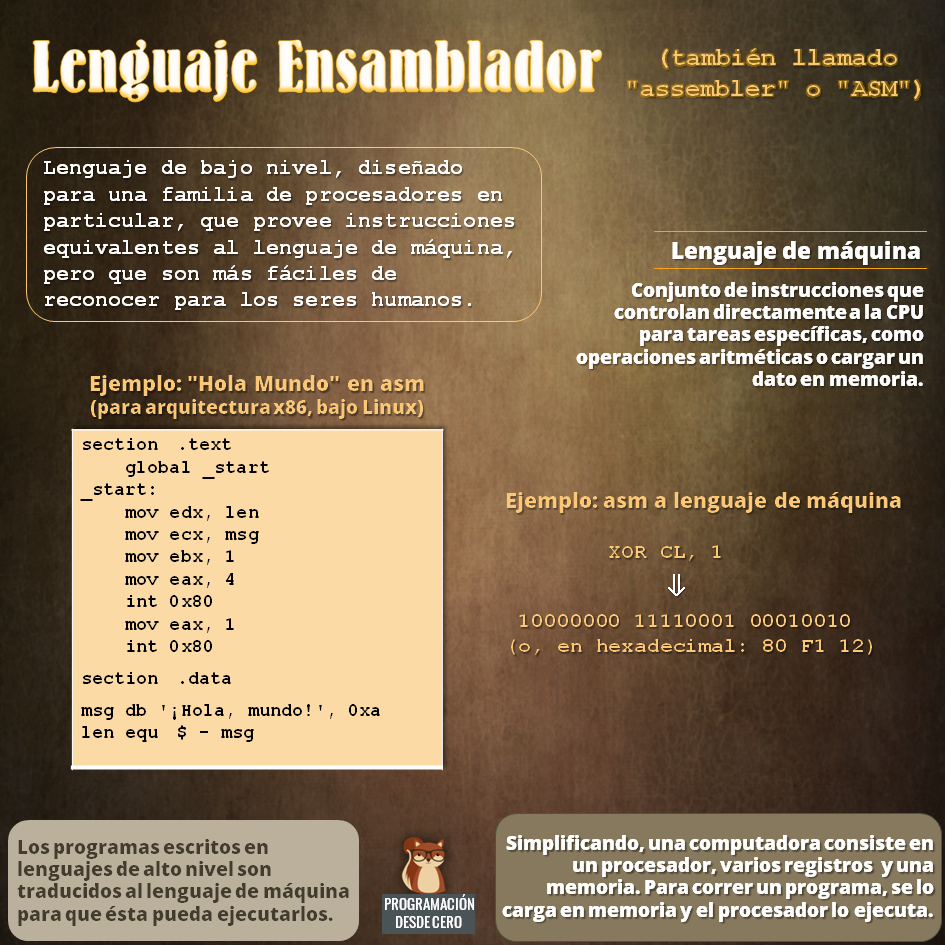 Lenguaje Ensamblador
(también llamado
"assembler" o "ASM")
Lenguaje de bajo nivel, diseñado
para una familia de procesadores en
particular, que provee instrucciones
equivalentes al lenguaje de máquina,
pero que son más fáciles de
reconocer para los seres humanos.
Lenguaje de máquina
Conjunto de instrucciones que
controlan directamente a la CPU
para tareas específicas, como
operaciones aritméticas o cargar un
dato en memoria.
Ejemplo: "Hola Mundo" en asm
(para arquitectura x86, bajo Linux)
section .text
global _start
_start:
mov edx, len
mov ecx, msg
mov ebx, 1
mov eax, 4
int 0x80
mov eax, 1
int 0x80
section .data
msg db '¡Hola, mundo!', 0xa
len equ $ - msg
Ejemplo: asm a lenguaje de máquina
XOR CL, 1
⇓
10000000 11110001 00010010
(o, en hexadecimal: 80 F1 12)
Los programas escritos en
lenguajes de alto nivel son
traducidos al lenguaje de máquina
para que ésta pueda ejecutarlos.
PROGRAMACIÓN
DESDE CERO
Simplificando, una computadora consiste en
un procesador, varios registros y una
memoria. Para correr un programa, se lo
carga en memoria y el procesador lo ejecuta.